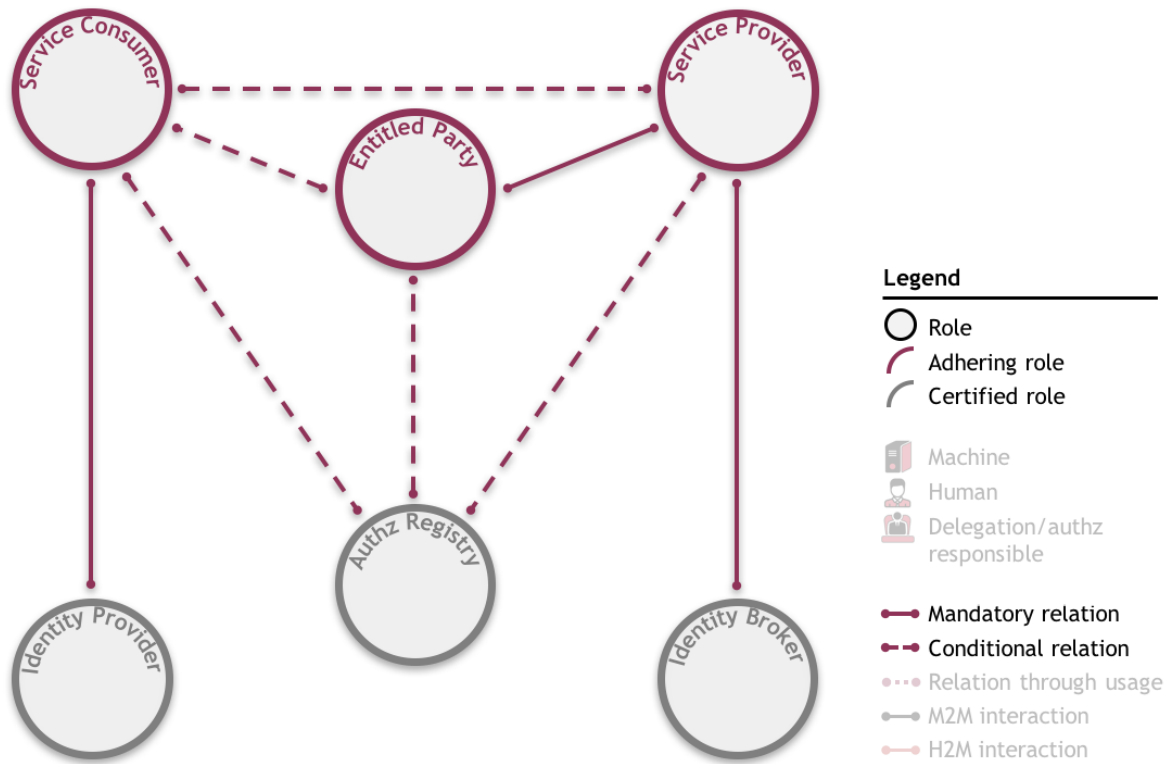 Service Consumer
Service Provider
Entitled Party
Authz Registry
Identity Provider
Identity Broker
Legend
Role
Adhering role
Certified role
Machine
Human
Delegation/authz
responsible
Mandatory relation
Conditional relation
Relation through usage
M2M interaction
H2M interaction